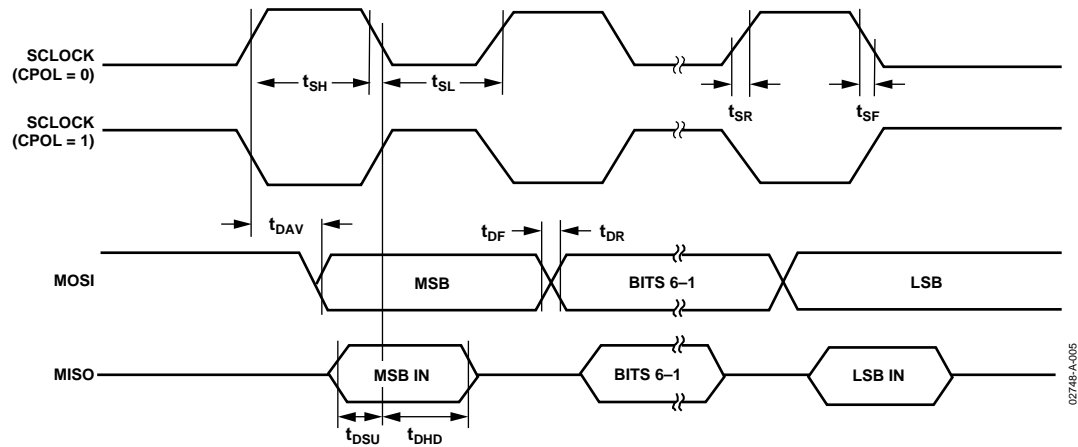 SCLOCK
(CPOL = 0)
tSH
tSL
tSR
tSF
SCLOCK
(CPOL = 1)
tDAV
tDF
tDR
MOSI
MSB
BITS 6–1
LSB
MISO
MSB IN
BITS 6–1
LSB IN
tDSU
tDHD
02748-A-005